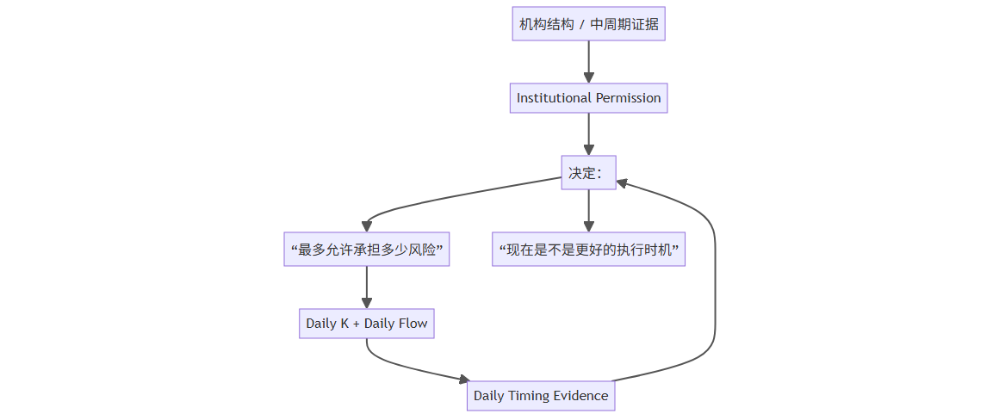 机构结构 / 中周期证据
Institutional Permission
决定：
“最多允许承担多少风险”
“现在是不是更好的执行时机”
Daily K + Daily Flow
Daily Timing Evidence